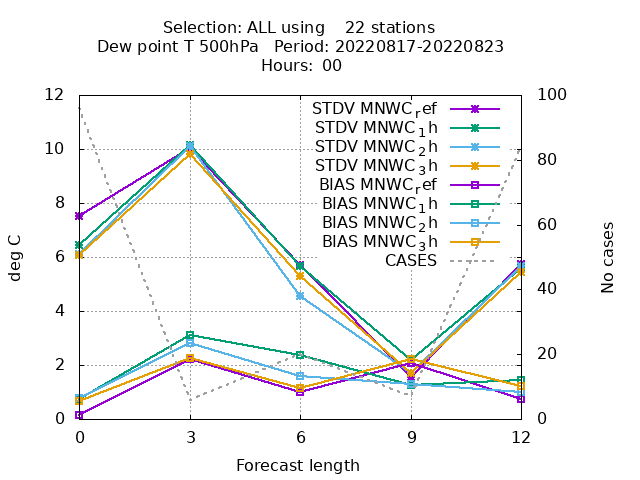 Selection: ALL using    22 stations
Dew point T 500hPa   Period: 20220817-20220823
Hours: 00
12
10
8
6
4
2
0
deg C
100
80
60
40
20
0
No cases
STDV MNWC_ref
STDV MNWC_1h
STDV MNWC_2h
STDV MNWC_3h
BIAS MNWC_ref
BIAS MNWC_1h
BIAS MNWC_2h
BIAS MNWC_3h
CASES
0 3 6 9 12
Forecast length